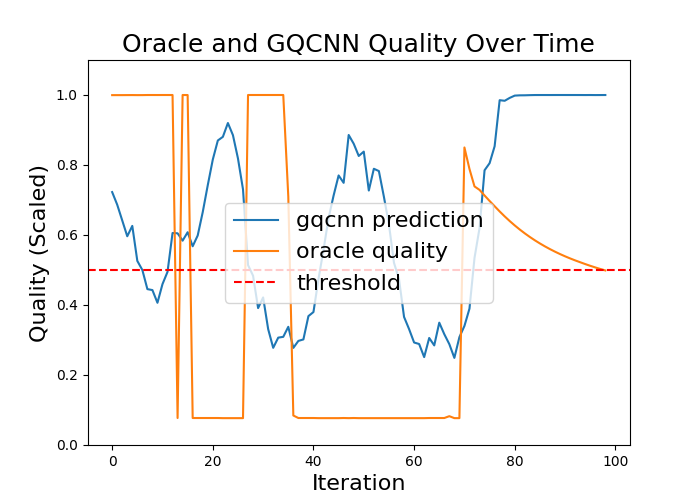 Oracle and GQCNN Quality Over Time
Quality (Scaled)
1.0
0.8
0.6
0.4
0.2
0.0
gqcnn prediction
oracle quality
threshold
0 20 40 60 80 100
Iteration